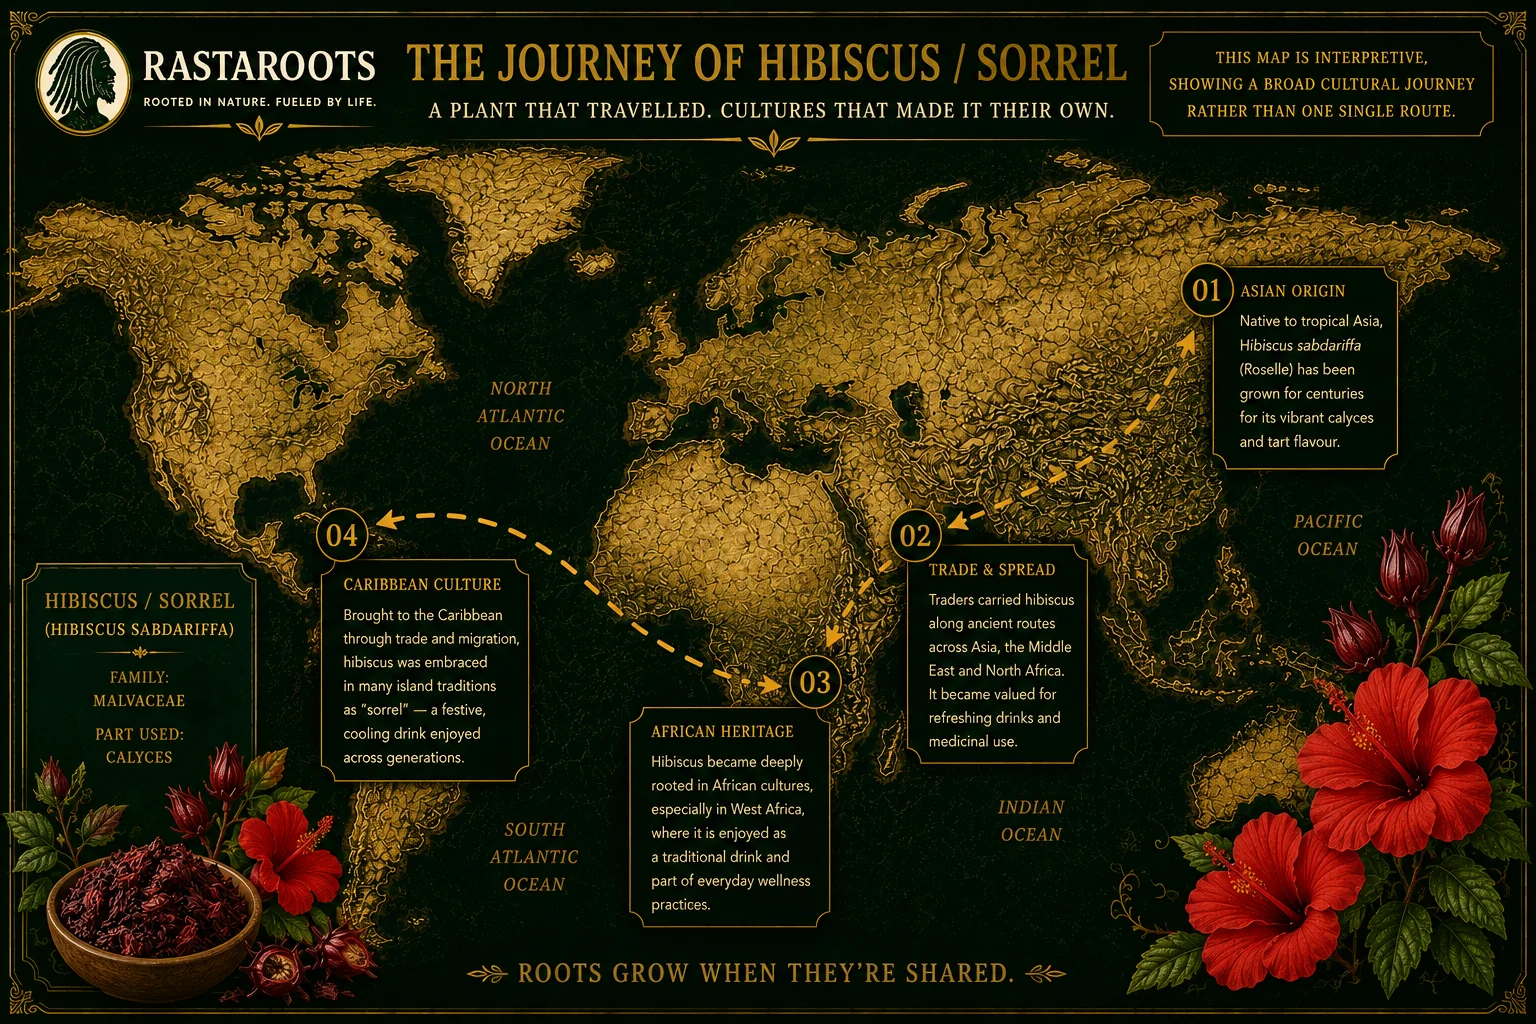 RASTAROOTS
ROOTED IN NATURE. FUELED BY LIFE.
THE JOURNEY OF HIBISCUS / SORREL
A PLANT THAT TRAVELLED. CULTURES THAT MADE IT THEIR OWN.
THIS MAP IS INTERPRETIVE,
SHOWING A BROAD CULTURAL JOURNEY
RATHER THAN ONE SINGLE ROUTE.
01
ASIAN ORIGIN
Native to tropical Asia,
Hibiscus sabdariffa
(Roselle) has been
grown for centuries
for its vibrant calyces
and tart flavour.
NORTH
ATLANTIC
OCEAN
PACIFIC
OCEAN
02
TRADE & SPREAD
Traders carried hibiscus
along ancient routes
across Asia, the Middle
East and North Africa.
It became valued for
refreshing drinks and
medicinal use.
04
CARIBBEAN CULTURE
Brought to the Caribbean
through trade and migration,
hibiscus was embraced
in many island traditions
as "sorrel" — a festive,
cooling drink enjoyed
across generations.
HIBISCUS / SORREL
(HIBISCUS SABDARIFFA)
FAMILY:
MALVACEAE
PART USED:
CALYCES
03
AFRICAN HERITAGE
Hibiscus became deeply
rooted in African cultures,
especially in West Africa,
where it is enjoyed as
a traditional drink and
part of everyday wellness
practices.
SOUTH
ATLANTIC
OCEAN
INDIAN
OCEAN
ROOTS GROW WHEN THEY'RE SHARED.